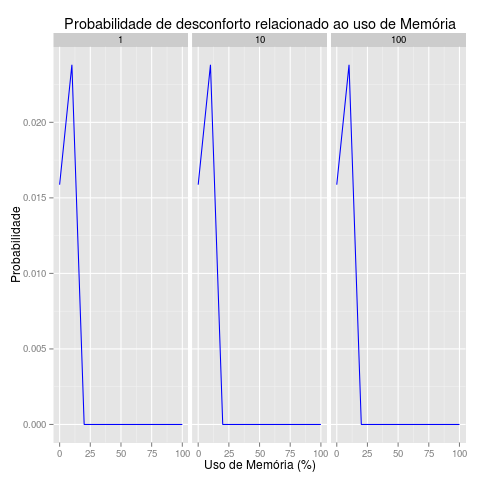 Probabilidade de desconforto relacionado ao uso de Memória
1 10 100
0.020
0.015
0.010
0.005
0.000
Probabilidade
0 25 50 75 100 0 25 50 75 100 0 25 50 75 100
Uso de Memória (%)